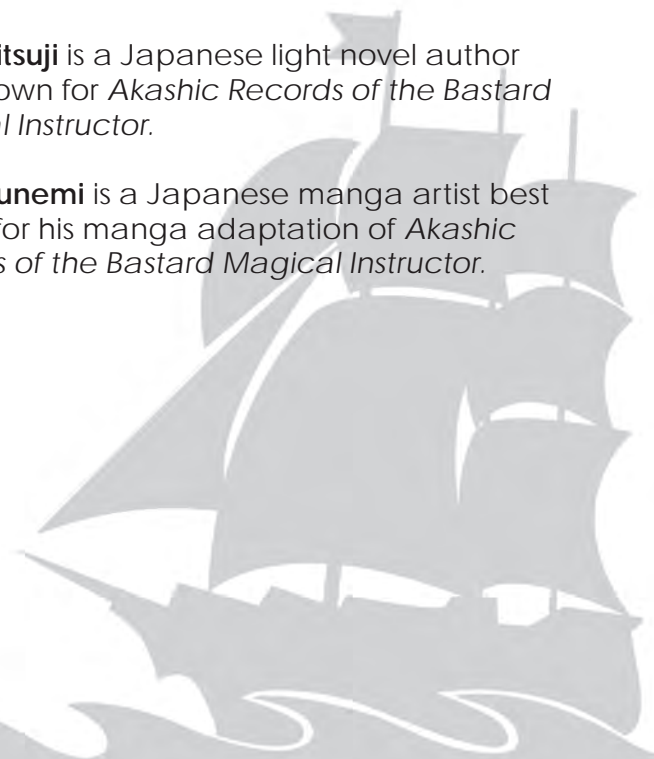 itsuji is a Japanese light novel author
own for Akashic Records of the Bastard
l Instructor.
unemi is a Japanese manga artist best
for his manga adaptation of Akashic
s of the Bastard Magical Instructor.